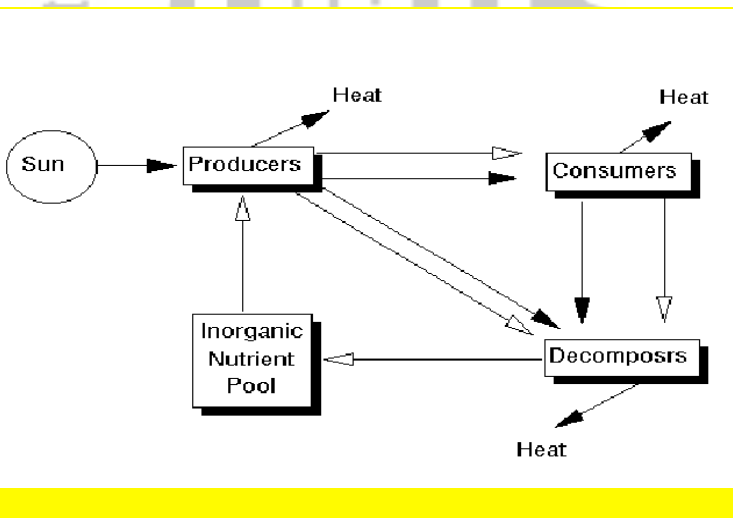 Heat
Heat
Sun
Producers
Consumers
Inorganic
Nutrient
Pool
Decomposrs
Heat